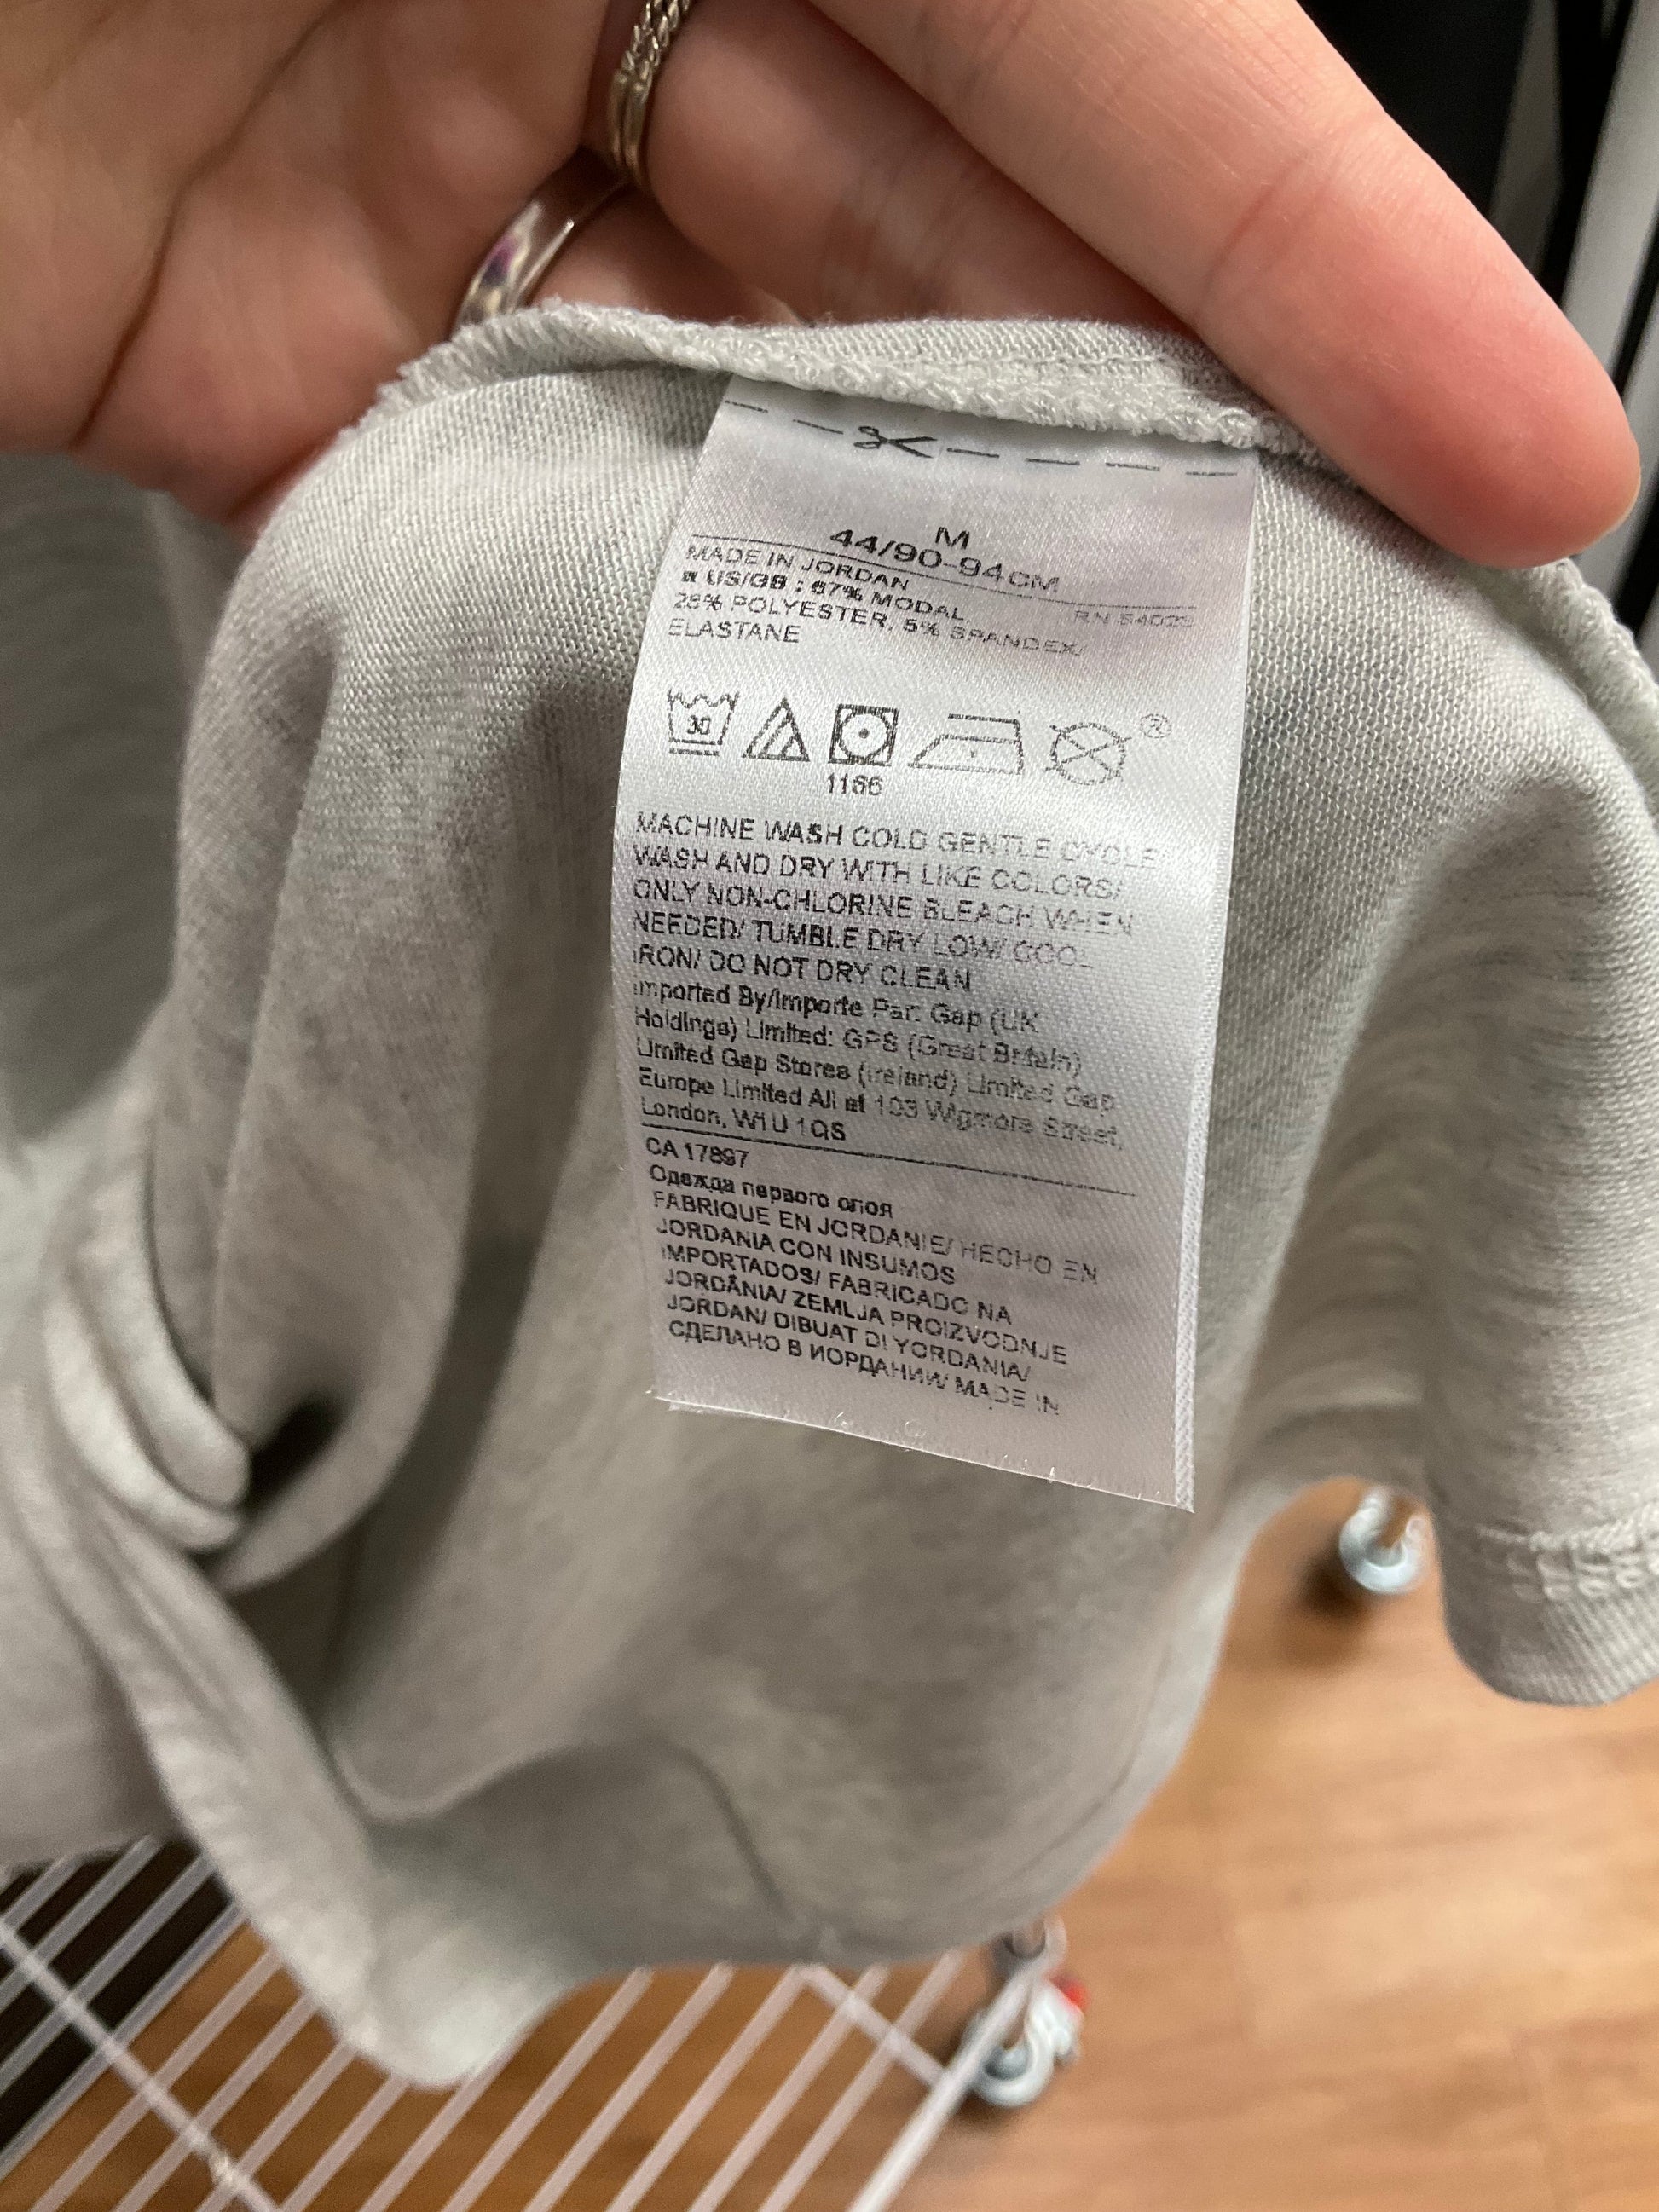 M
44/90-94CM
MADE IN JORDAN
RN 54023
US/GB : 67% MODAL,
28% POLYESTER, 5% SPANDEX/
ELASTANE
30
®
1166
MACHINE WASH COLD GENTLE CYCLE
WASH AND DRY WITH LIKE COLORS/
ONLY NON-CHLORINE BLEACH WHEN
NEEDED/ TUMBLE DRY LOW/ COOL
IRON/ DO NOT DRY CLEAN
Imported By/Importe Par: Gap (UK
Holdings) Limited: GPS (Great Britain)
Limited Gap Stores (Ireland) Limited Gap
Europe Limited All at 103 Wigmore Street,
London, W1U 1QS
CA 17897
Одежда первого слоя
FABRIQUE EN JORDANIE/ HECHO EN
JORDANIA CON INSUMOS
IMPORTADOS/ FABRICADO NA
JORDÂNIA/ ZEMLJA PROIZVODNJE
JORDAN/ DIBUAT DI YORDANIA/
СДЕЛАНО В ИОРДАНИИ/ MADE IN